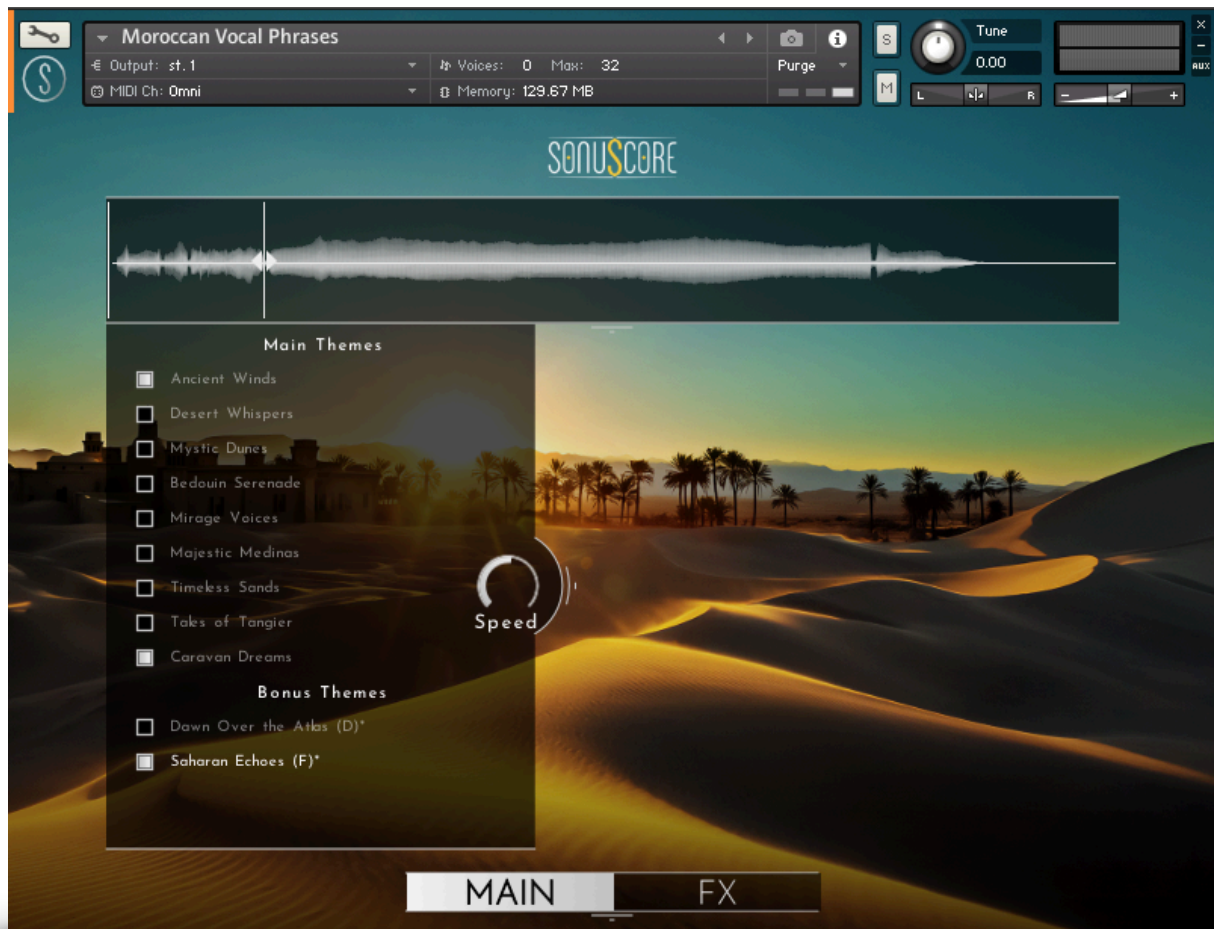 Moroccan Vocal Phrases
Output: st.1
Voices: 0 Max: 32
Purge
MIDI Ch: Omni
Memory: 129.67 MB
S
M
Tune
0.00
L R
- +
×
-
AUX
SONUSCORE
Main Themes
Ancient Winds
Desert Whispers
Mystic Dunes
Bedouin Serenade
Mirage Voices
Majestic Medinas
Timeless Sands
Tales of Tangier
Caravan Dreams
Bonus Themes
Dawn Over the Atlas (D)*
Saharan Echoes (F)*
Speed
MAIN FX